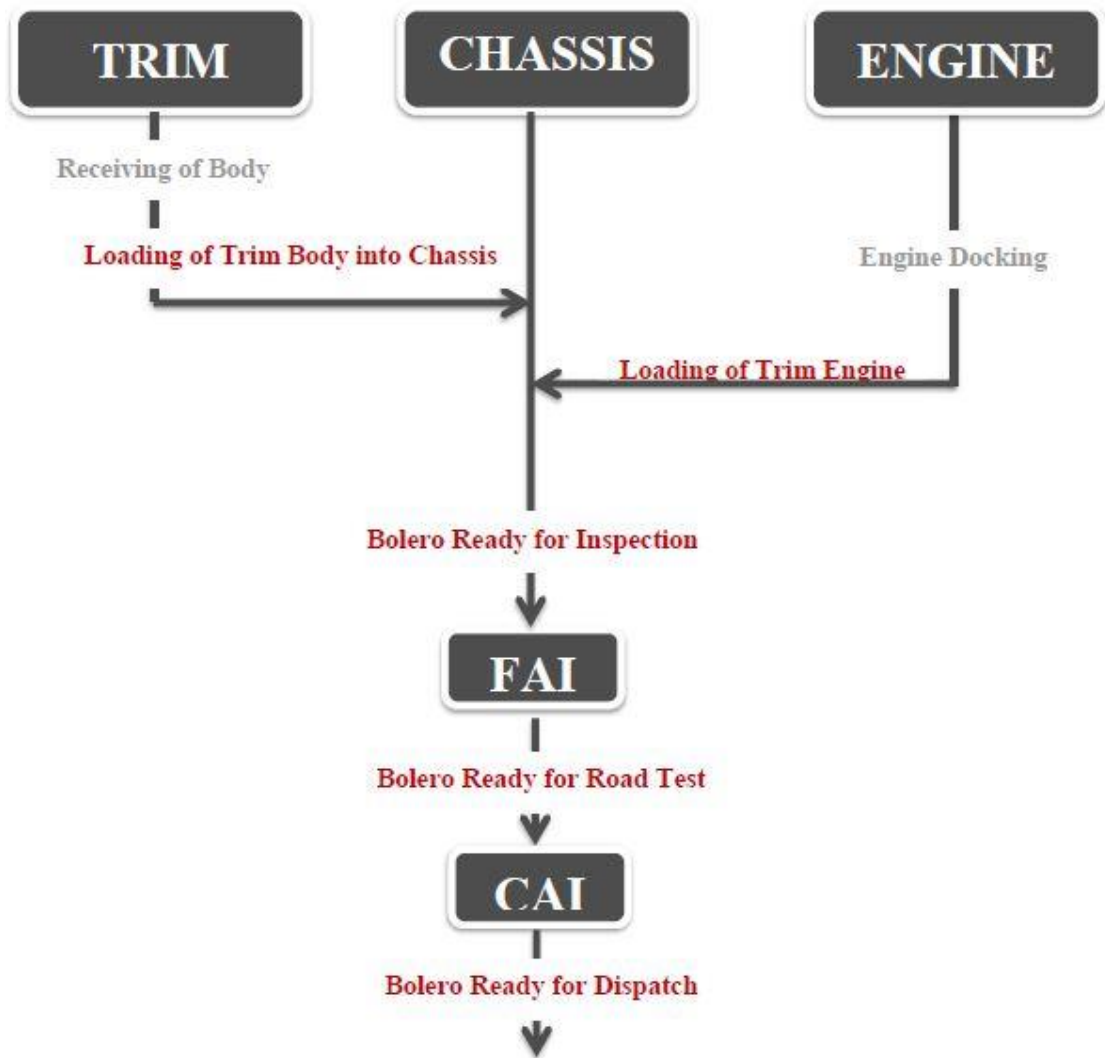 TRIM
CHASSIS
ENGINE
Receiving of Body
Loading of Trim Body into Chassis
Engine Docking
Loading of Trim Engine
Bolero Ready for Inspection
FAI
Bolero Ready for Road Test
CAI
Bolero Ready for Dispatch